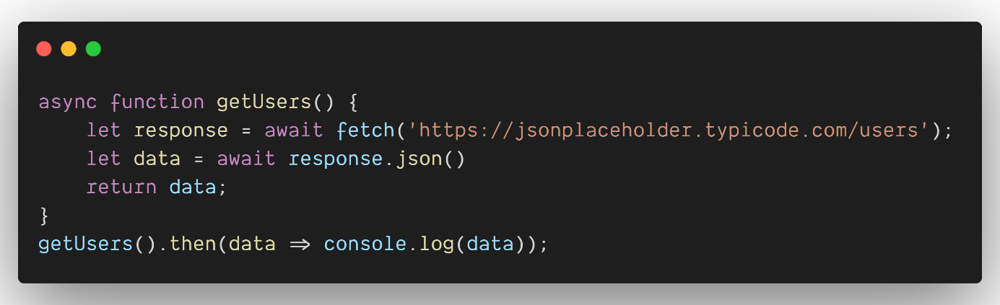 async function getUsers() {
    let response = await fetch('https://jsonplaceholder.typicode.com/users');
    let data = await response.json()
    return data;
}
getUsers().then(data => console.log(data));